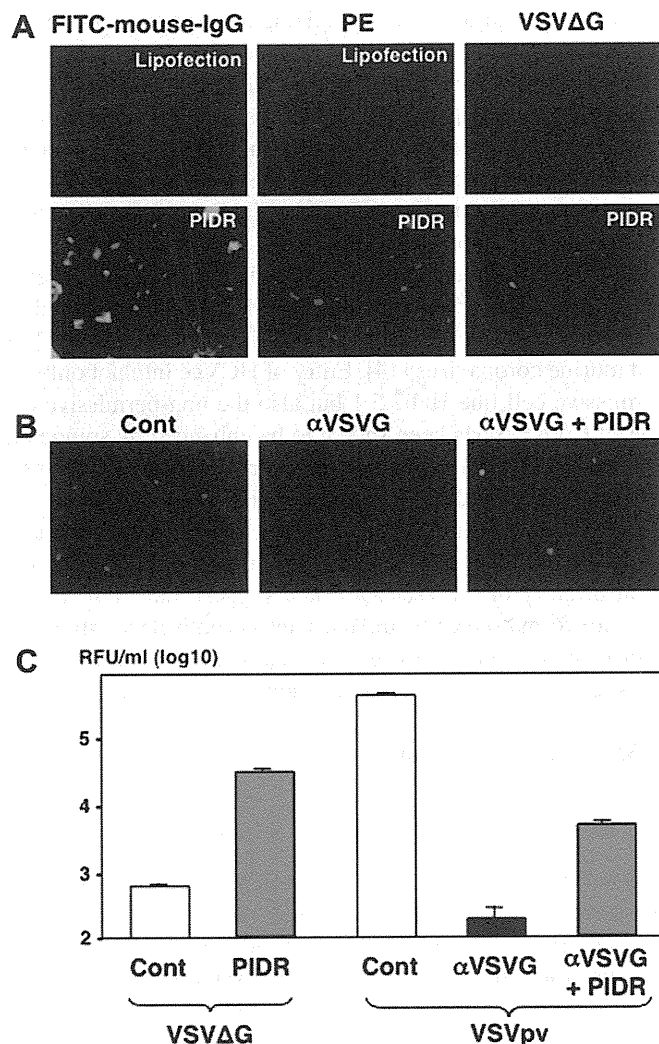 A
FITC-mouse-IgG PE VSVΔG
Lipofection Lipofection
PIDR PIDR PIDR
B
Cont αVSVG αVSVG + PIDR
C
RFU/ml (log10)
5
4
3
2
Cont PIDR Cont αVSVG αVSVG + PIDR
VSVΔG VSVpv